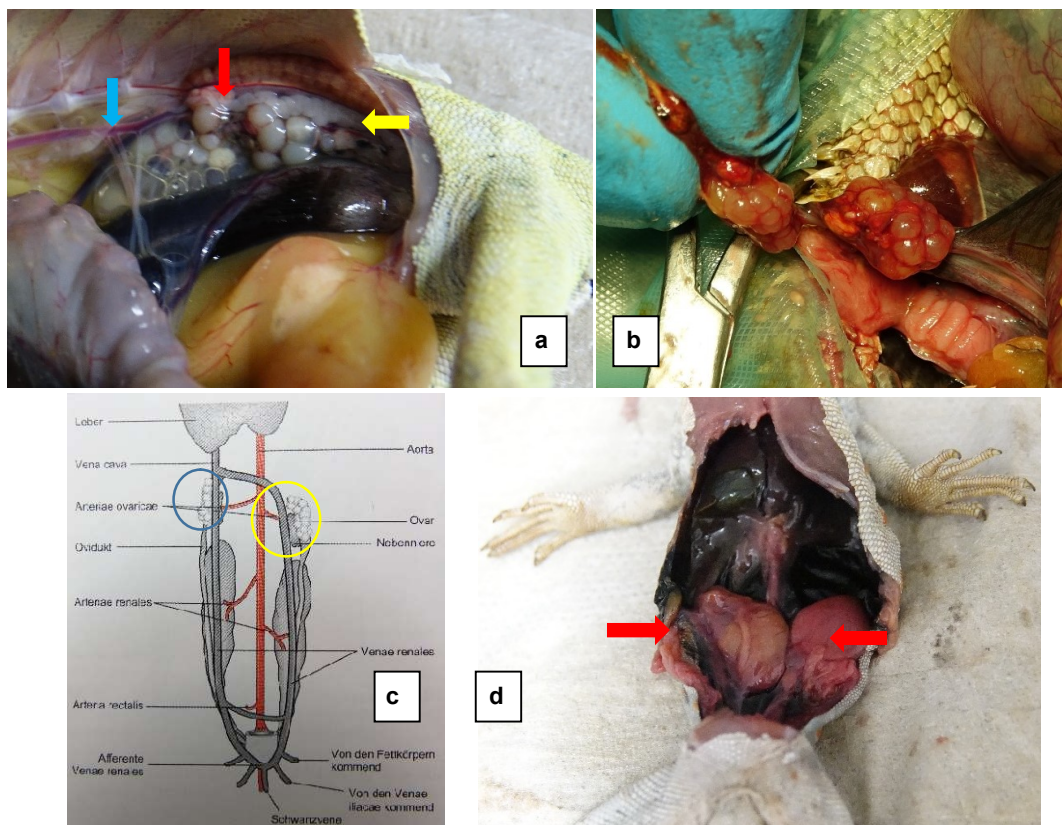 a
b
Leber
Vena cava
Arteriae ovaricae
Ovidukt
Arteriae renales
Arteria rectalis
Afferente
Venae renales
Aorta
Ovar
Nebenniere
Venae renales
Von den Fettkörpern
kommend
Von den Venae
iliacae kommend
Schwanzvene
c
d